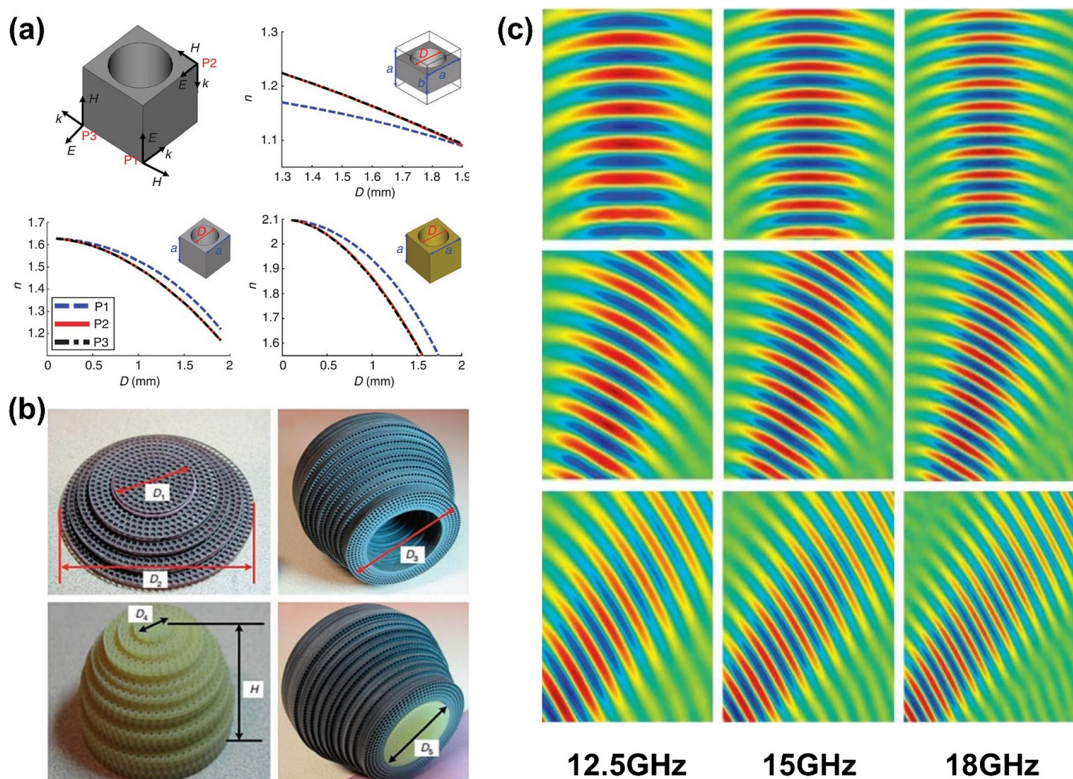 (a)
H
P2
E
k
H
k
P3
E
E
k
P1
H
n
1.3
1.2
1.1
1.3 1.4 1.5 1.6 1.7 1.8 1.9
D (mm)
D
a
b
a
n
1.7
1.6
1.5
1.4
1.3
1.2
0 0.5 1 1.5 2
D (mm)
P1
P2
P3
D
a
a
n
2.1
2
1.9
1.8
1.7
1.6
0 0.5 1 1.5 2
D (mm)
D
a
a
(b)
D1
D2
D3
D4
H
D5
(c)
12.5GHz 15GHz 18GHz